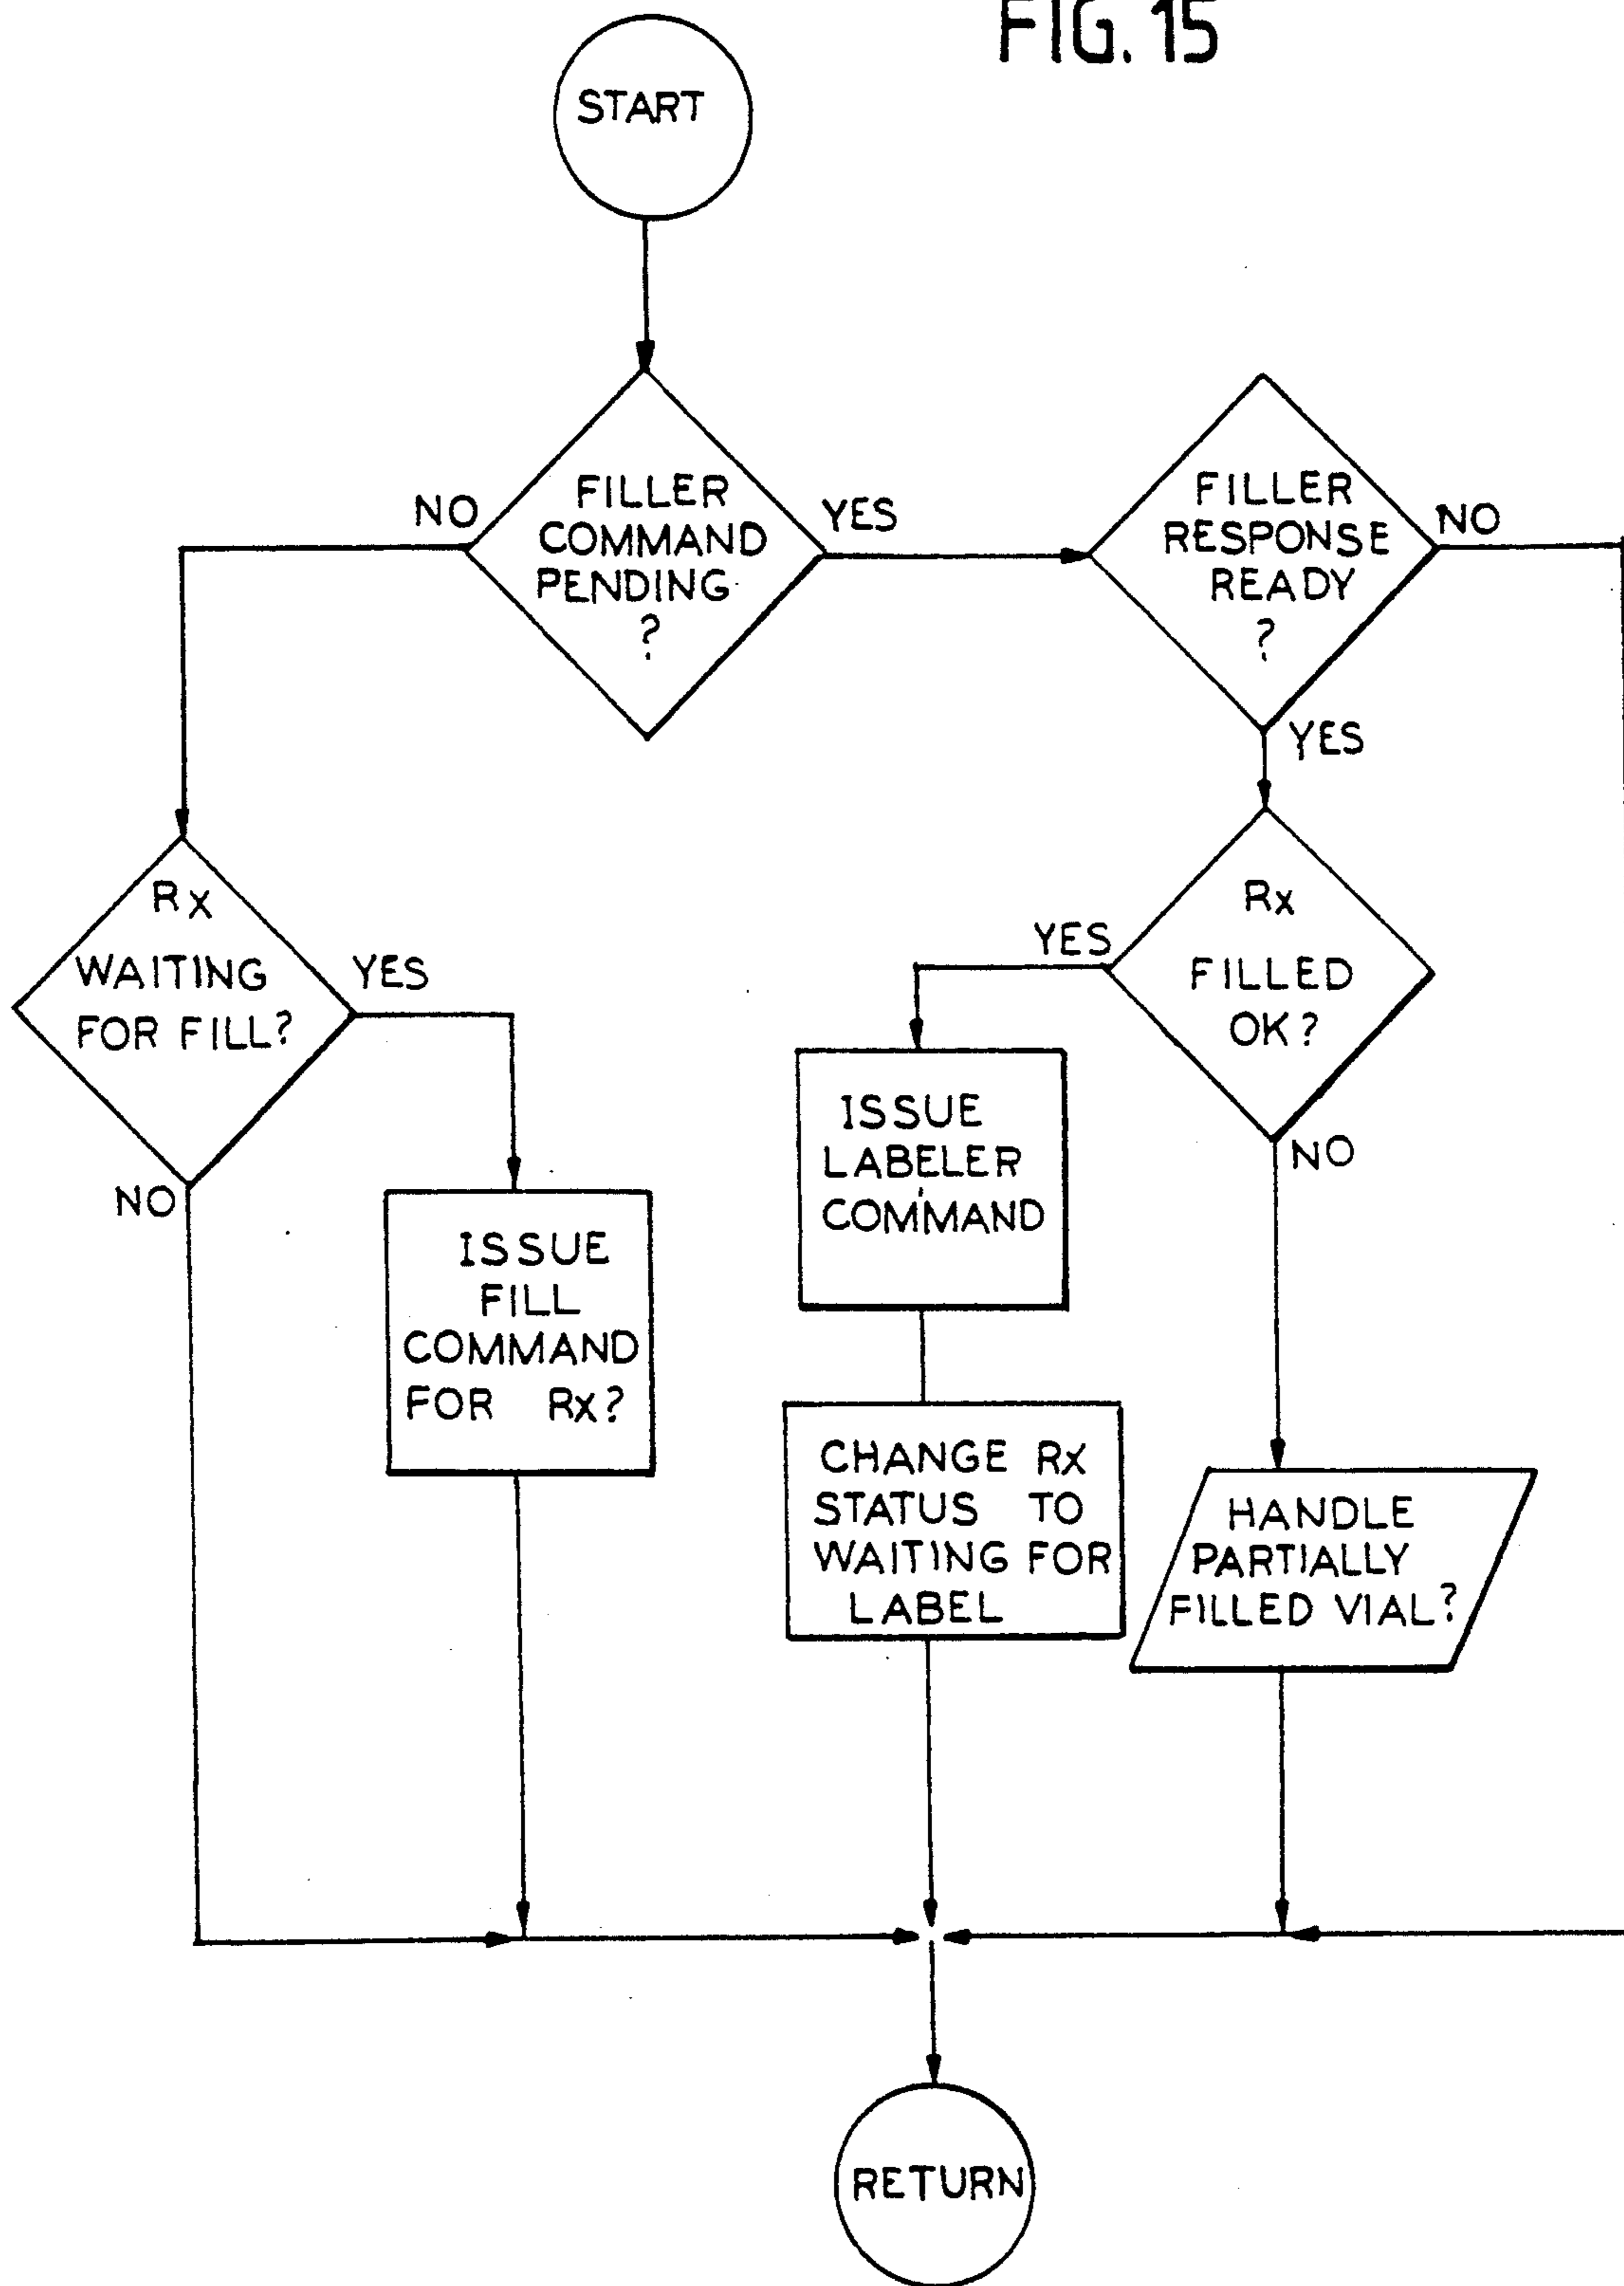 FIG. 15
START
NO
FILLER
COMMAND
PENDING
?
YES
FILLER
RESPONSE
READY
?
NO
YES
Rx
WAITING
FOR FILL?
YES
NO
YES
Rx
FILLED
OK?
NO
ISSUE
LABELER
COMMAND
ISSUE
FILL
COMMAND
FOR Rx?
CHANGE Rx
STATUS TO
WAITING FOR
LABEL
HANDLE
PARTIALLY
FILLED VIAL?
RETURN